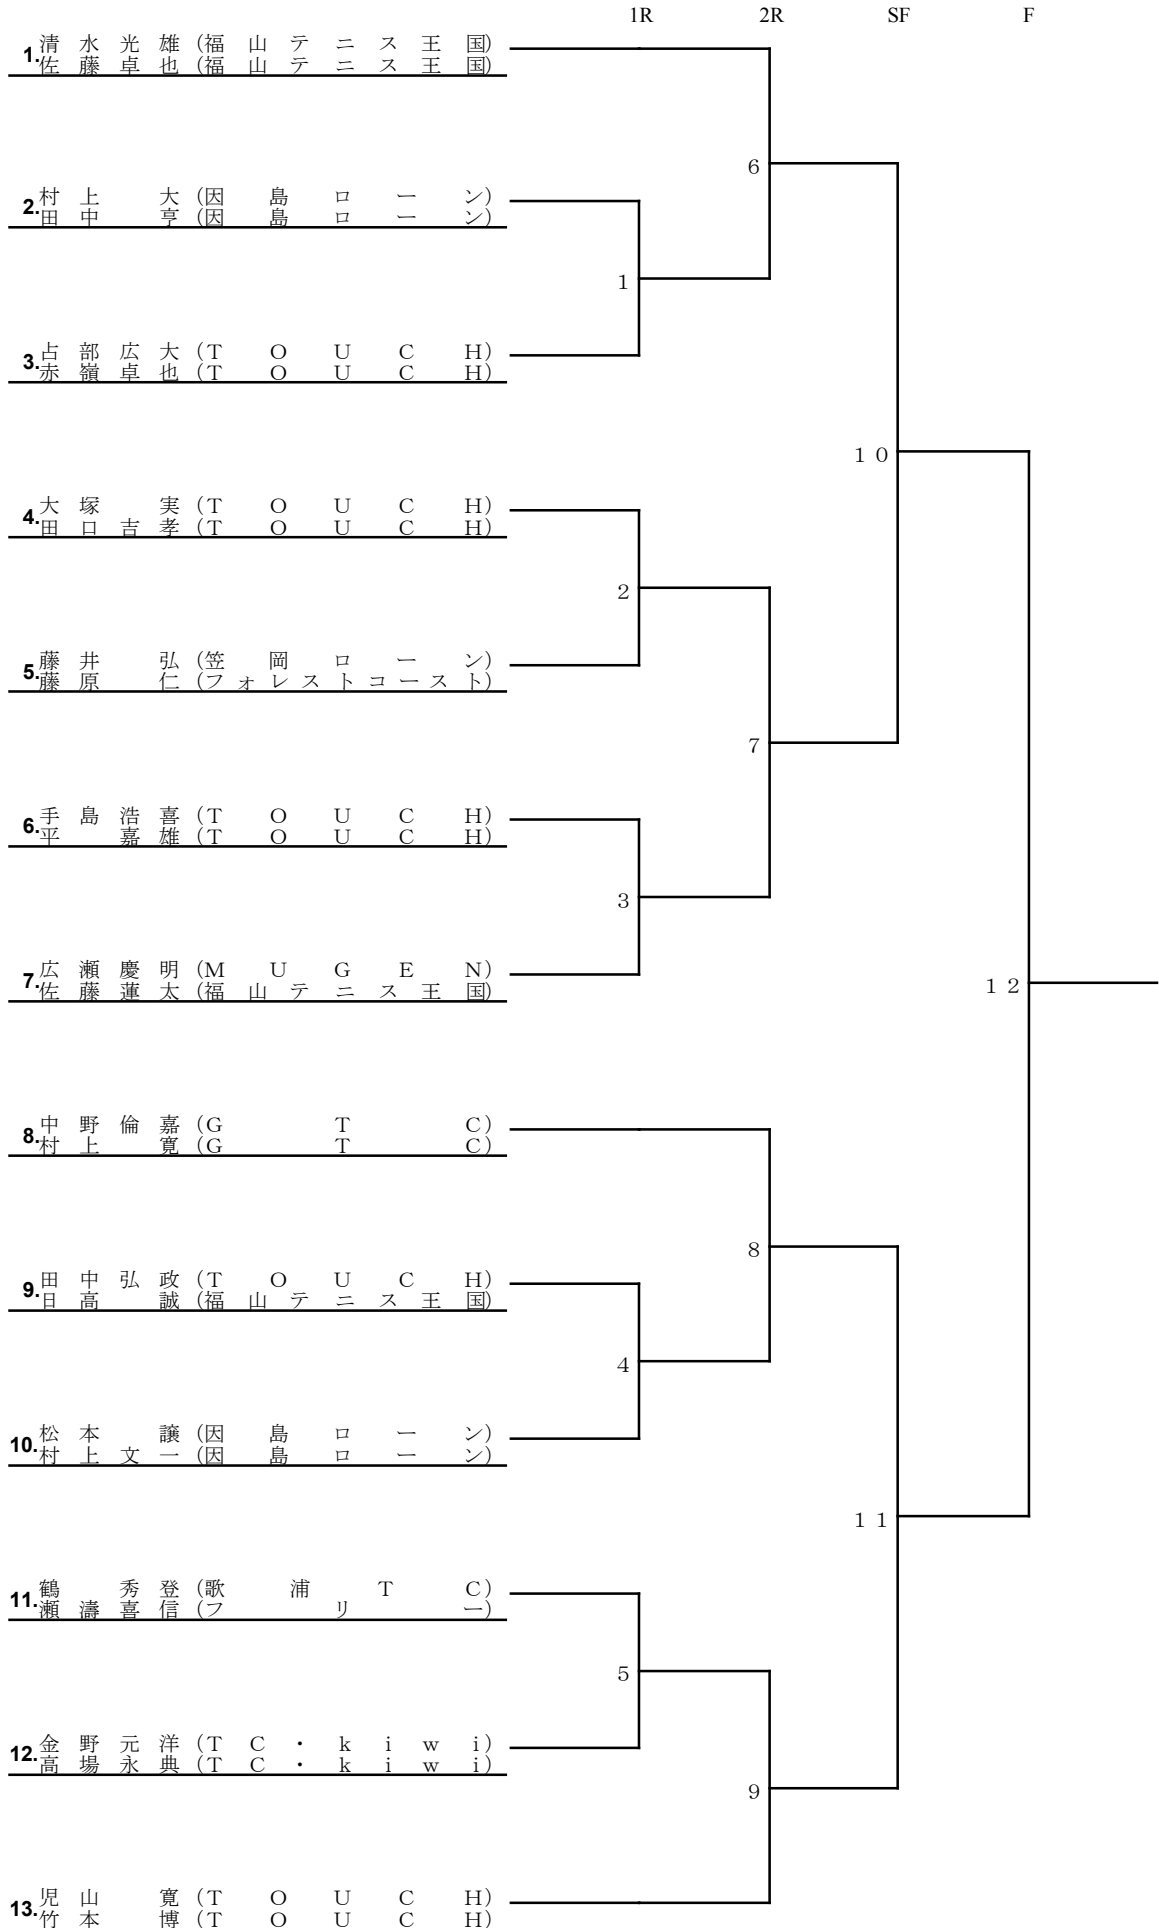 1R 2R SF F
1. 清水光雄 (福山テニス王国)
佐藤卓也 (福山テニス王国)
6
2. 村上 大 (因島ローン)
田中 亨 (因島ローン)
1
3. 占部広大 (TOUCH)
赤嶺卓也 (TOUCH)
10
4. 大塚 実 (TOUCH)
田口吉孝 (TOUCH)
2
5. 藤井 弘 (笠岡ローン)
藤原 仁 (フォレストコースト)
7
6. 手島浩喜 (TOUCH)
平 嘉雄 (TOUCH)
3
7. 広瀬慶明 (MUGEN)
佐藤蓮太 (福山テニス王国)
12
8. 中野倫嘉 (GTC)
村上 寛 (GTC)
8
9. 田中弘政 (TOUCH)
日高 誠 (福山テニス王国)
4
10. 松本 譲 (因島ローン)
村上文一 (因島ローン)
11
11. 鶴 秀登 (歌浦TC)
瀬濤喜信 (フリー)
5
12. 金野元洋 (TC・kiwi)
高場永典 (TC・kiwi)
9
13. 児山 寛 (TOUCH)
竹本 博 (TOUCH)